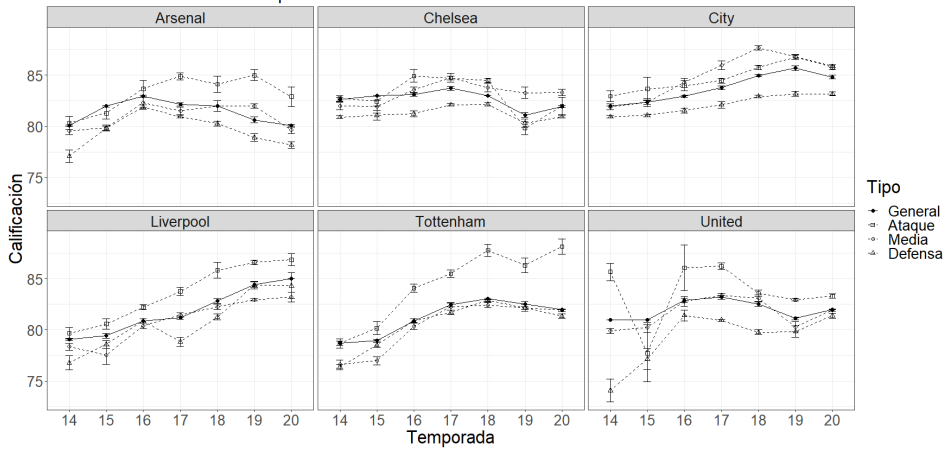 Arsenal
Chelsea
City
85
80
75
Liverpool
Tottenham
United
85
80
75
14 15 16 17 18 19 20
14 15 16 17 18 19 20
14 15 16 17 18 19 20
Temporada
Calificación
Tipo
General
Ataque
Media
Defensa